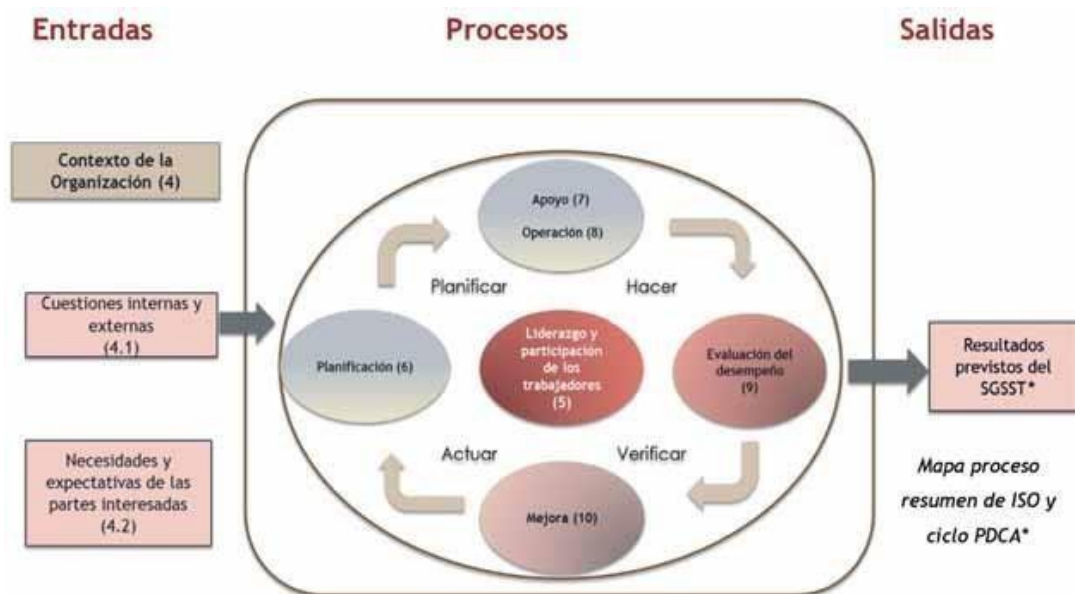 Entradas
Procesos
Salidas
Contexto de la
Organización (4)
Cuestiones internas y
externas
(4.1)
Necesidades y
expectativas de las
partes interesadas
(4.2)
Apoyo (7)
Operación (8)
Planificar
Hacer
Planificación (6)
Liderazgo y
participación
de los
trabajadores
(5)
Evaluación del
desempeño
(9)
Actuar
Verificar
Mejora (10)
Resultados
previstos del
SGSST*
Mapa proceso
resumen de ISO y
ciclo PDCA*